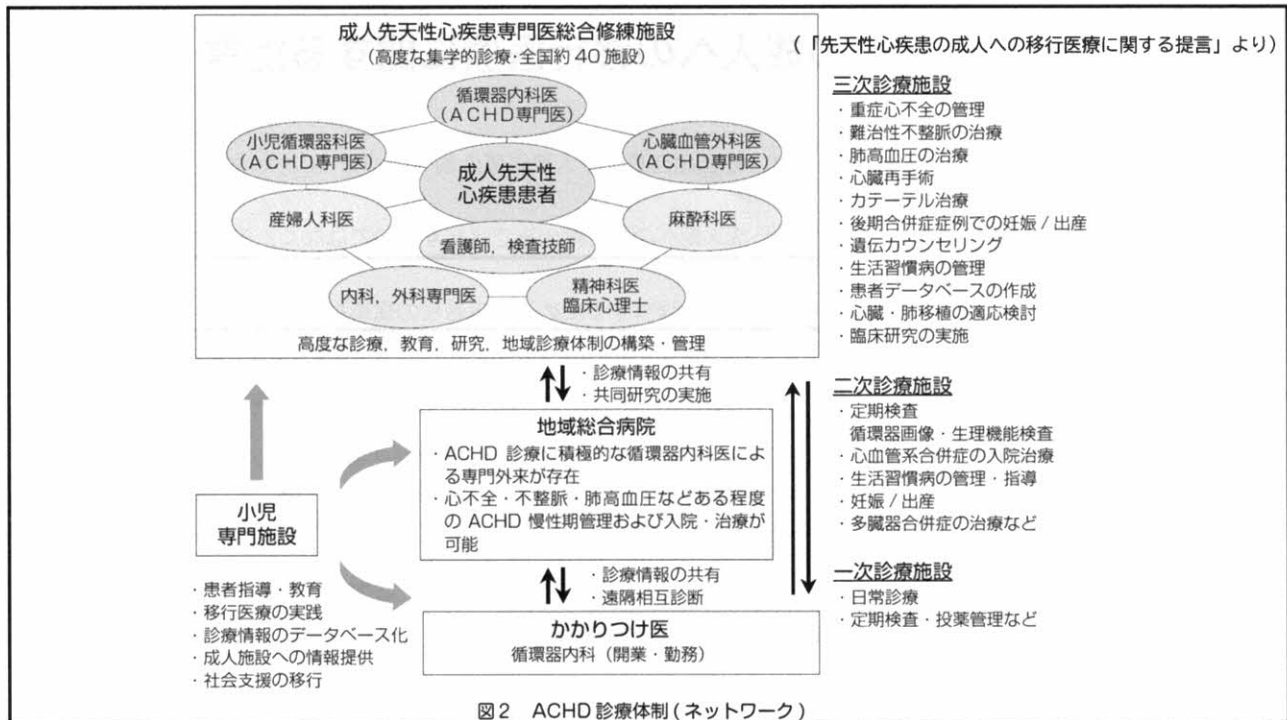 成人先天性心疾患専門医総合修練施設
(高度な集学的診療・全国約40施設)
(「先天性心疾患の成人への移行医療に関する提言」より)
循環器内科医
(ACHD専門医)
小児循環器科医
(ACHD専門医)
心臓血管外科医
(ACHD専門医)
成人先天性
心疾患患者
産婦人科医
麻酔科医
看護師,検査技師
内科,外科専門医
精神科医
臨床心理士
高度な診療,教育,研究,地域診療体制の構築・管理
三次診療施設
・重症心不全の管理
・難治性不整脈の治療
・肺高血圧の治療
・心臓再手術
・カテーテル治療
・後期合併症症例での妊娠/出産
・遺伝カウンセリング
・生活習慣病の管理
・患者データベースの作成
・心臓・肺移植の適応検討
・臨床研究の実施
・診療情報の共有
・共同研究の実施
地域総合病院
・ACHD 診療に積極的な循環器内科医によ
る専門外来が存在
・心不全・不整脈・肺高血圧などある程度
の ACHD 慢性期管理および入院・治療が
可能
二次診療施設
・定期検査
循環器画像・生理機能検査
・心血管系合併症の入院治療
・生活習慣病の管理・指導
・妊娠/出産
・多臓器合併症の治療など
小児
専門施設
・患者指導・教育
・移行医療の実践
・診療情報のデータベース化
・成人施設への情報提供
・社会支援の移行
・診療情報の共有
・遠隔相互診断
かかりつけ医
循環器内科(開業・勤務)
一次診療施設
・日常診療
・定期検査・投薬管理など
図2 ACHD診療体制(ネットワーク)